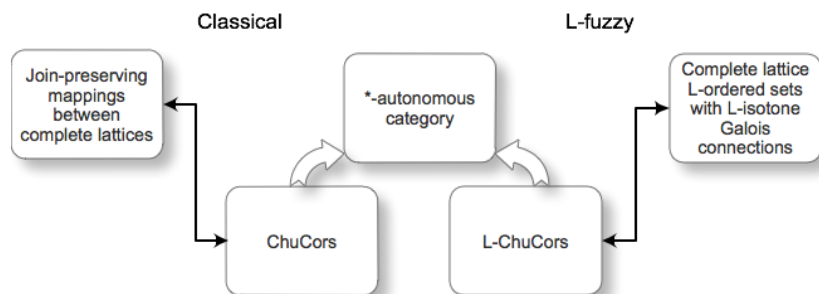 Classical
L-fuzzy
Join-preserving
mappings
between
complete lattices
*-autonomous
category
Complete lattice
L-ordered sets
with L-isotone
Galois
connections
ChuCors
L-ChuCors